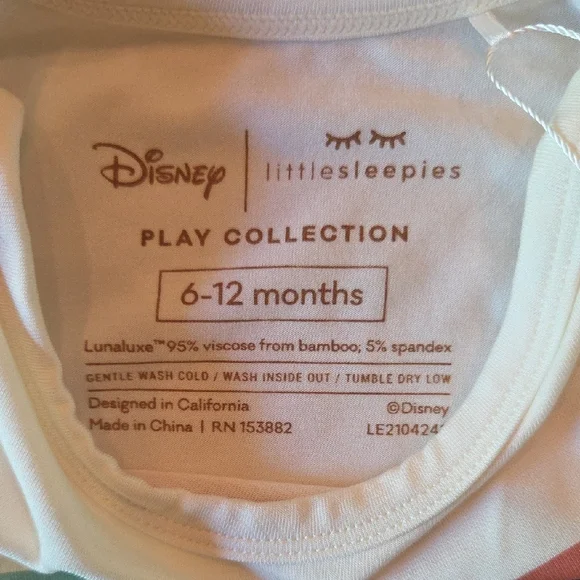 Disney | littlesleepies
PLAY COLLECTION
6-12 months
Lunaluxe™ 95% viscose from bamboo; 5% spandex
GENTLE WASH COLD / WASH INSIDE OUT / TUMBLE DRY LOW
Designed in California ©Disney
Made in China | RN 153882